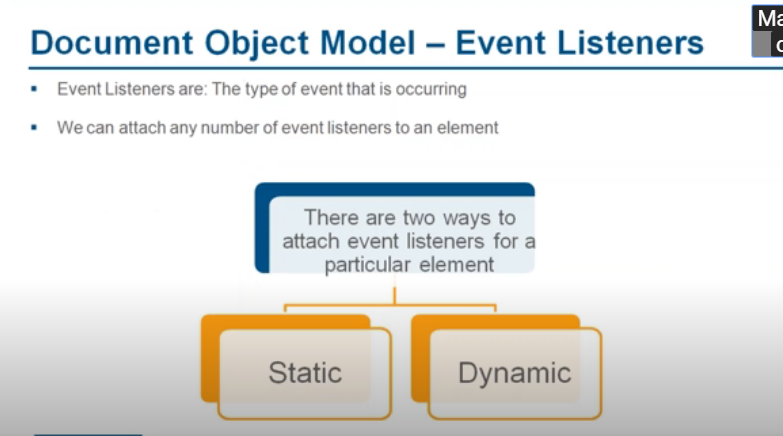 Document Object Model – Event Listeners
Event Listeners are: The type of event that is occurring
We can attach any number of event listeners to an element
There are two ways to
attach event listeners for a
particular element
Static
Dynamic